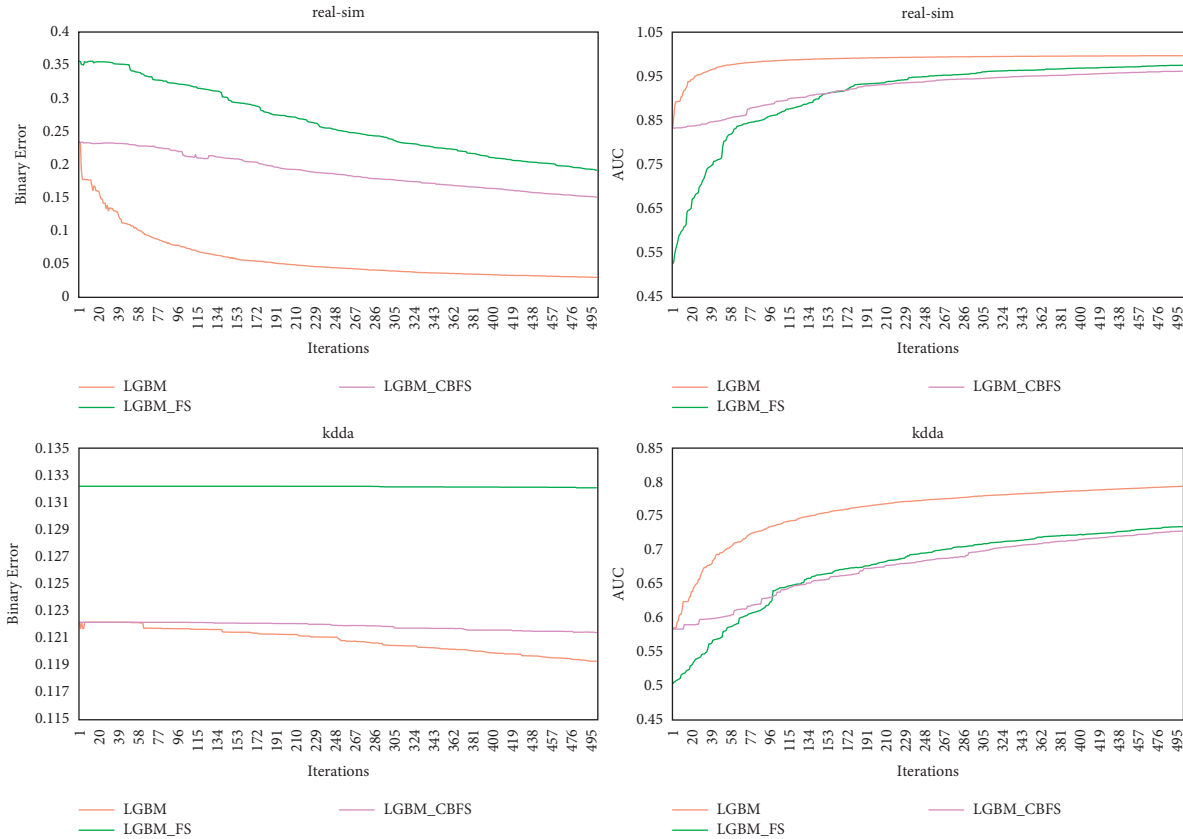 real-sim
Binary Error
0.4
0.35
0.3
0.25
0.2
0.15
0.1
0.05
0
1 20 39 58 77 96 115 134 153 172 191 210 229 248 267 286 305 324 343 362 381 400 419 438 457 476 495
Iterations
LGBM
LGBM_FS
LGBM_CBFS
real-sim
AUC
1.05
0.95
0.85
0.75
0.65
0.55
0.45
1 20 39 58 77 96 115 134 153 172 191 210 229 248 267 286 305 324 343 362 381 400 419 438 457 476 495
Iterations
LGBM
LGBM_FS
LGBM_CBFS
kdda
Binary Error
0.135
0.133
0.131
0.129
0.127
0.125
0.123
0.121
0.119
0.117
0.115
1 20 39 58 77 96 115 134 153 172 191 210 229 248 267 286 305 324 343 362 381 400 419 438 457 476 495
Iterations
LGBM
LGBM_FS
LGBM_CBFS
kdda
AUC
0.85
0.8
0.75
0.7
0.65
0.6
0.55
0.5
0.45
1 20 39 58 77 96 115 134 153 172 191 210 229 248 267 286 305 324 343 362 381 400 419 438 457 476 495
Iterations
LGBM
LGBM_FS
LGBM_CBFS